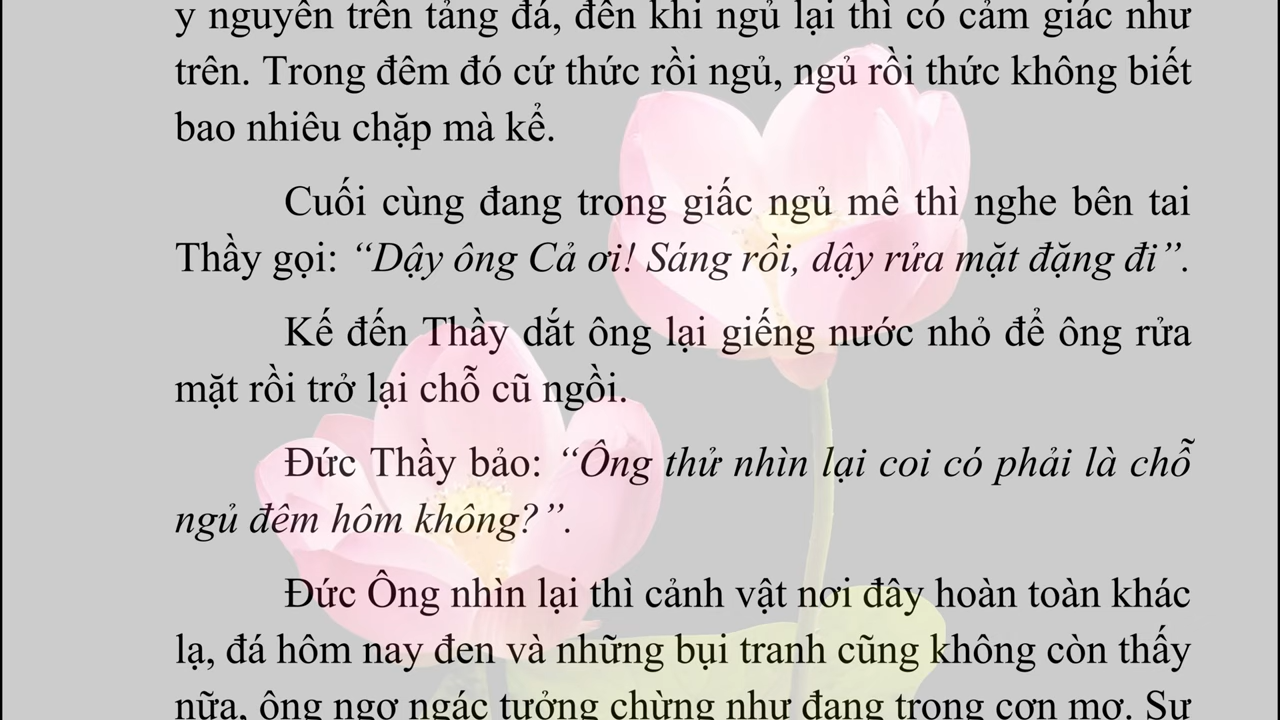 y nguyên trên tảng đá, đến khi ngủ lại thì có cảm giác như
trên. Trong đêm đó cứ thức rồi ngủ, ngủ rồi thức không biết
bao nhiêu chặp mà kể.
Cuối cùng đang trong giấc ngủ mê thì nghe bên tai
Thầy gọi: “Dậy ông Cả ơi! Sáng rồi, dậy rửa mặt đặng đi”.
Kế đến Thầy dắt ông lại giếng nước nhỏ để ông rửa
mặt rồi trở lại chỗ cũ ngồi.
Đức Thầy bảo: “Ông thử nhìn lại coi có phải là chỗ
ngủ đêm hôm không?”.
Đức Ông nhìn lại thì cảnh vật nơi đây hoàn toàn khác
lạ, đá hôm nay đen và những bụi tranh cũng không còn thấy
nữa, ông ngơ ngác tưởng chừng như đang trong cơn mơ. Sự